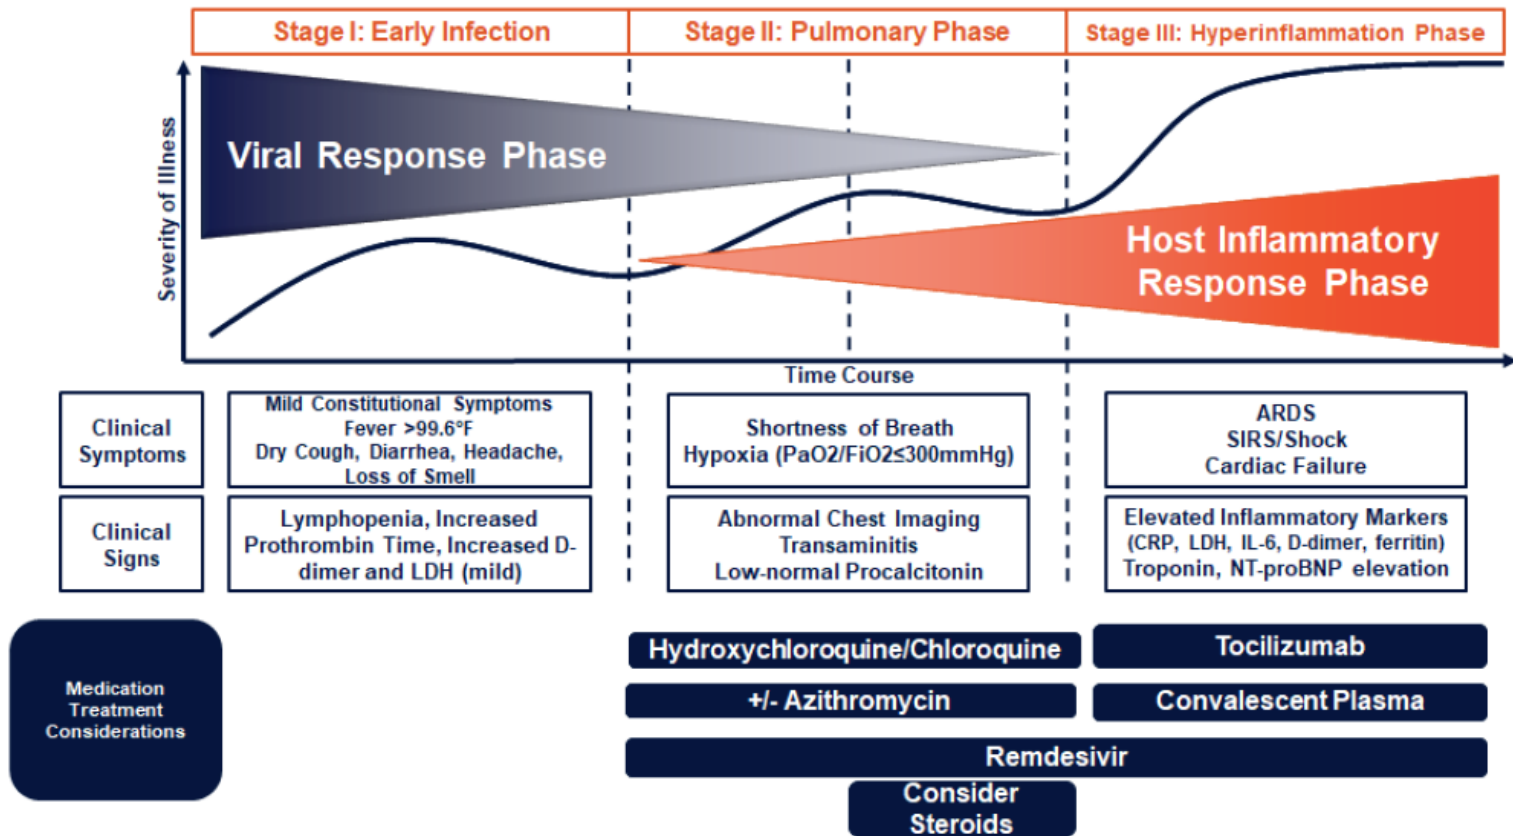 Stage I: Early Infection
Stage II: Pulmonary Phase
Stage III: Hyperinflammation Phase
Severity of Illness
Viral Response Phase
Host Inflammatory
Response Phase
Time Course
Clinical
Symptoms
Mild Constitutional Symptoms
Fever >99.6°F
Dry Cough, Diarrhea, Headache,
Loss of Smell
Shortness of Breath
Hypoxia (PaO2/FiO2≤300mmHg)
ARDS
SIRS/Shock
Cardiac Failure
Clinical
Signs
Lymphopenia, Increased
Prothrombin Time, Increased D-
dimer and LDH (mild)
Abnormal Chest Imaging
Transaminitis
Low-normal Procalcitonin
Elevated Inflammatory Markers
(CRP, LDH, IL-6, D-dimer, ferritin)
Troponin, NT-proBNP elevation
Medication
Treatment
Considerations
Hydroxychloroquine/Chloroquine
Tocilizumab
+/- Azithromycin
Convalescent Plasma
Remdesivir
Consider
Steroids